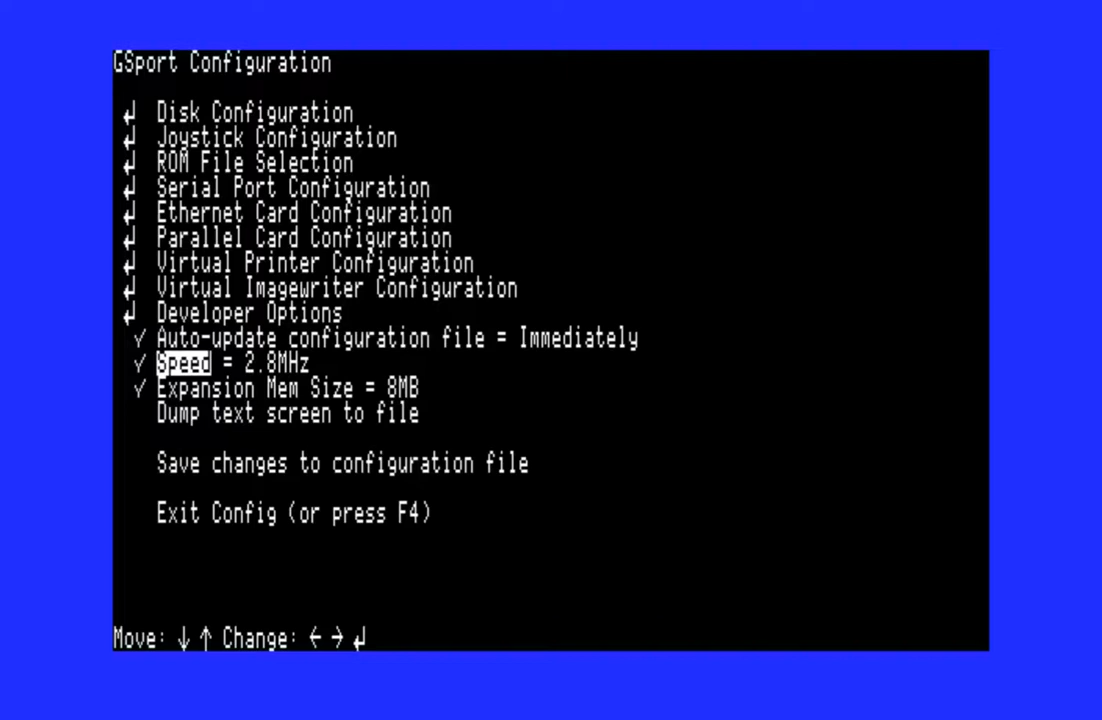 GSport Configuration
↲ Disk Configuration
↲ Joystick Configuration
↲ ROM File Selection
↲ Serial Port Configuration
↲ Ethernet Card Configuration
↲ Parallel Card Configuration
↲ Virtual Printer Configuration
↲ Virtual Imagewriter Configuration
↲ Developer Options
√ Auto-update configuration file = Immediately
√ Speed = 2.8MHz
√ Expansion Mem Size = 8MB
Dump text screen to file
Save changes to configuration file
Exit Config (or press F4)
Move: ↓ ↑ Change: ← → ↲